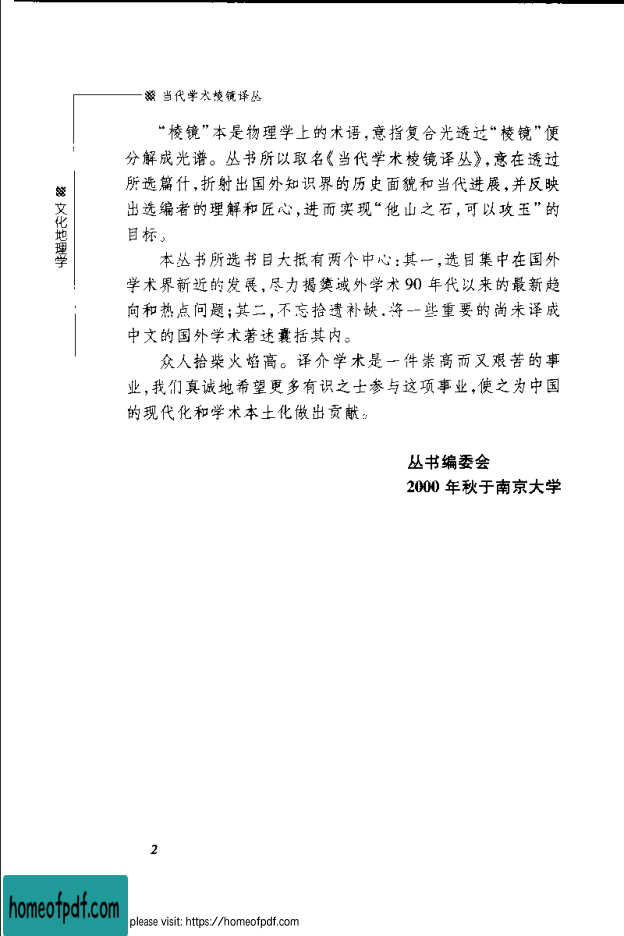 当代学术棱镜译丛
“棱镜”本是物理学上的术语,意指复合光透过“棱镜”便
分解成光谱。丛书所以取名《当代学术棱镜译丛》,意在透过
所选篇什,折射出国外知识界的历史面貌和当代进展,并反映
出选编者的理解和匠心,进而实现“他山之石,可以攻玉”的
目标。
本丛书所选书目大抵有两个中心:其一,选目集中在国外
学术界新近的发展,尽力揭橥域外学术 90 年代以来的最新趋
向和热点问题;其二,不忘拾遗补缺,将一些重要的尚未译成
中文的国外学术著述囊括其内。
众人拾柴火焰高。译介学术是一件崇高而又艰苦的事
业,我们真诚地希望更多有识之士参与这项事业,使之为中国
的现代化和学术本土化做出贡献。
丛书编委会
2000 年秋于南京大学
文化地理学
2
homeofpdf.com
please visit: https://homeofpdf.com